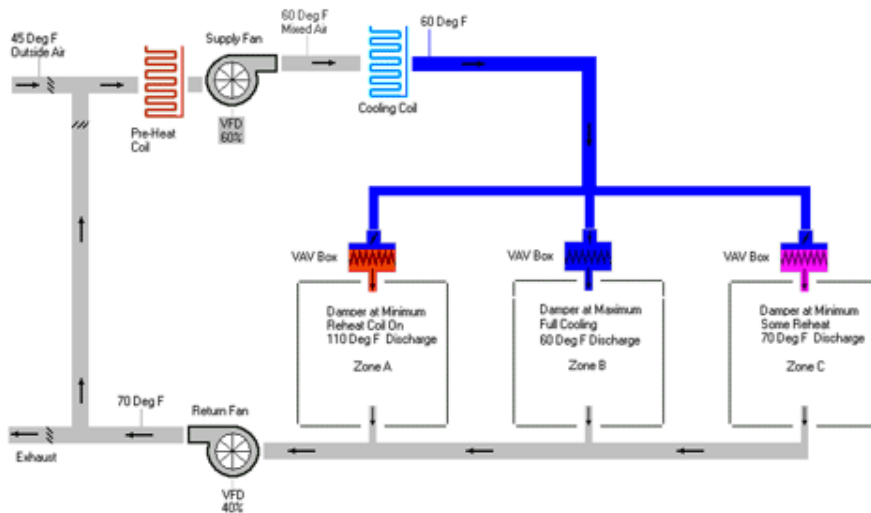 45 Deg F
Outside Air
Supply Fan
60 Deg F
Mixed Air
60 Deg F
Pre-Heat
Coil
VFD
60%
Cooling Coil
VAV Box
VAV Box
VAV Box
Damper at Minimum
Reheat Coil On
110 Deg F Discharge
Zone A
Damper at Maximum
Full Cooling
60 Deg F Discharge
Zone B
Damper at Minimum
Some Reheat
70 Deg F Discharge
Zone C
70 Deg F
Return Fan
Exhaust
VFD
40%